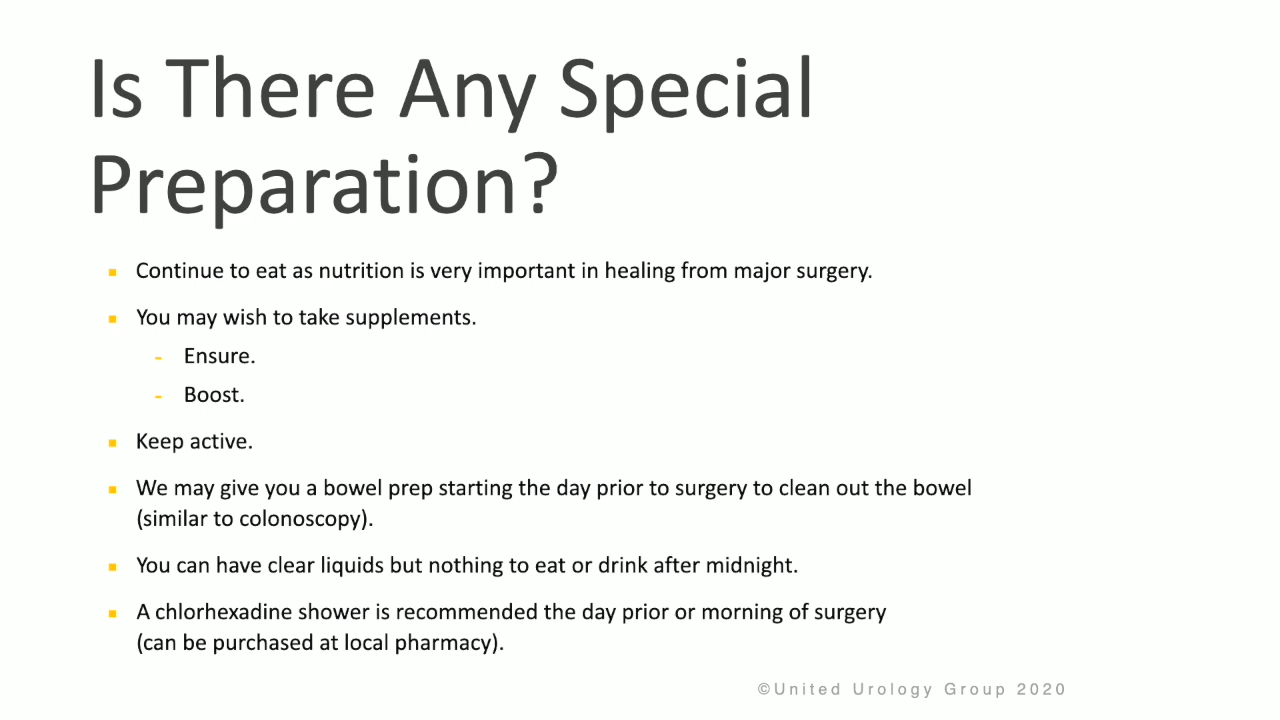 Is There Any Special
Preparation?
Continue to eat as nutrition is very important in healing from major surgery.
You may wish to take supplements.
- Ensure.
- Boost.
Keep active.
We may give you a bowel prep starting the day prior to surgery to clean out the bowel
(similar to colonoscopy).
You can have clear liquids but nothing to eat or drink after midnight.
A chlorhexadine shower is recommended the day prior or morning of surgery
(can be purchased at local pharmacy).
©United Urology Group 2020